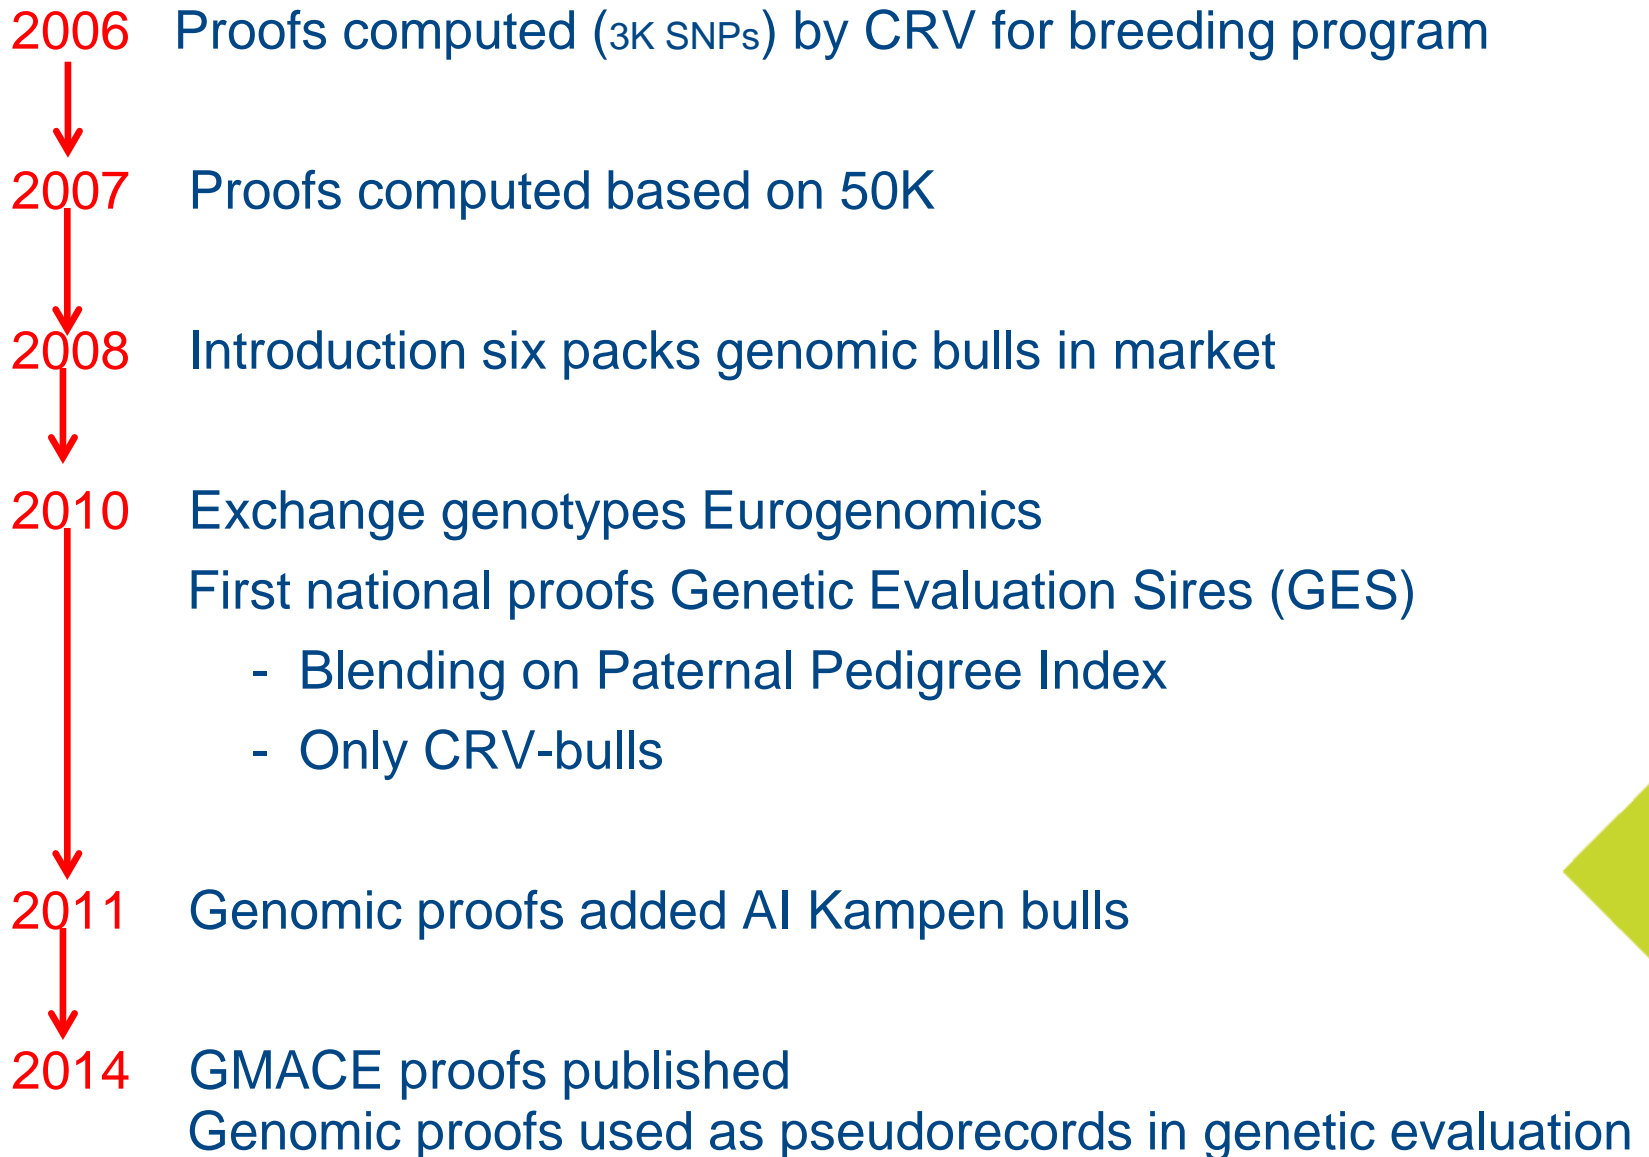 2006 Proofs computed (3K SNPs) by CRV for breeding program
2007 Proofs computed based on 50K
2008 Introduction six packs genomic bulls in market
2010 Exchange genotypes Eurogenomics
First national proofs Genetic Evaluation Sires (GES)
- Blending on Paternal Pedigree Index
- Only CRV-bulls
2011 Genomic proofs added AI Kampen bulls
2014 GMACE proofs published
Genomic proofs used as pseudorecords in genetic evaluation